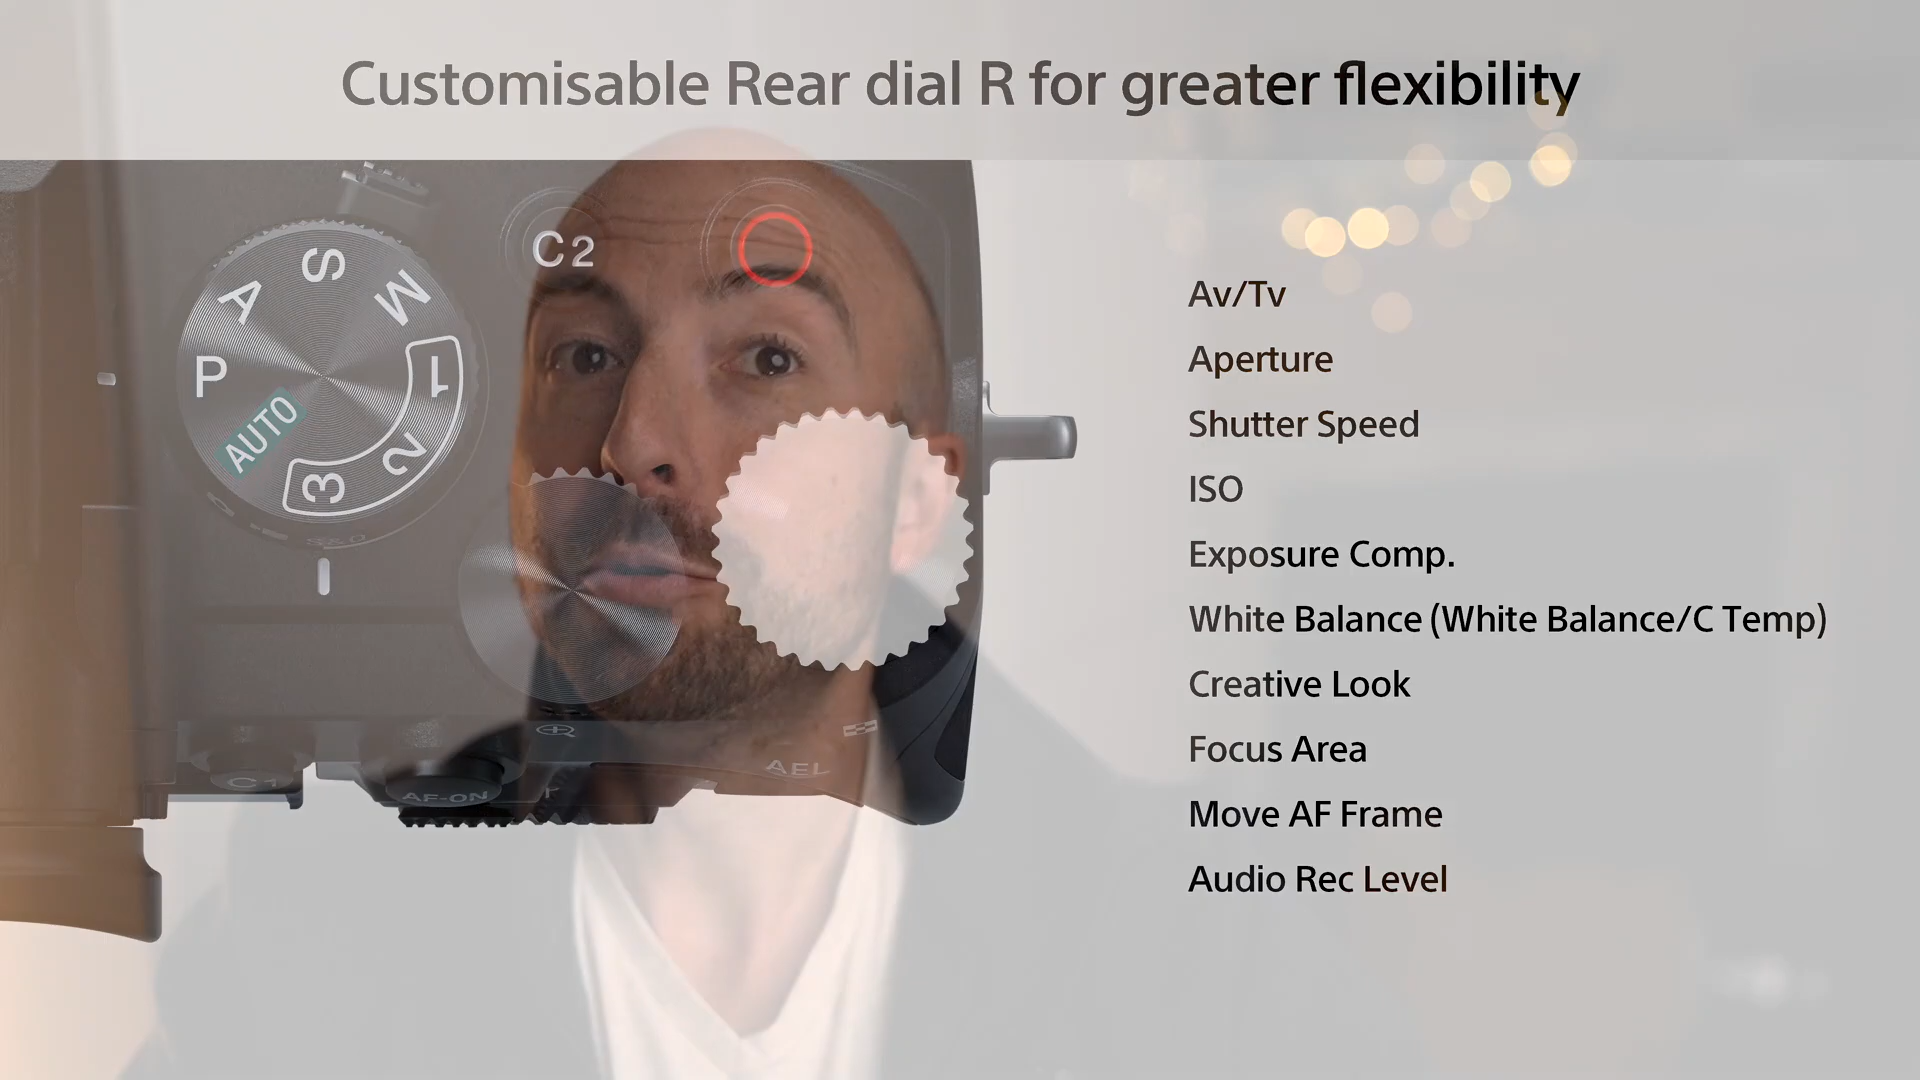 Customisable Rear dial R for greater flexibility
C2
S
A
M
P
1
AUTO
2
3
C1
AF-ON
AEL
Av/Tv
Aperture
Shutter Speed
ISO
Exposure Comp.
White Balance (White Balance/C Temp)
Creative Look
Focus Area
Move AF Frame
Audio Rec Level